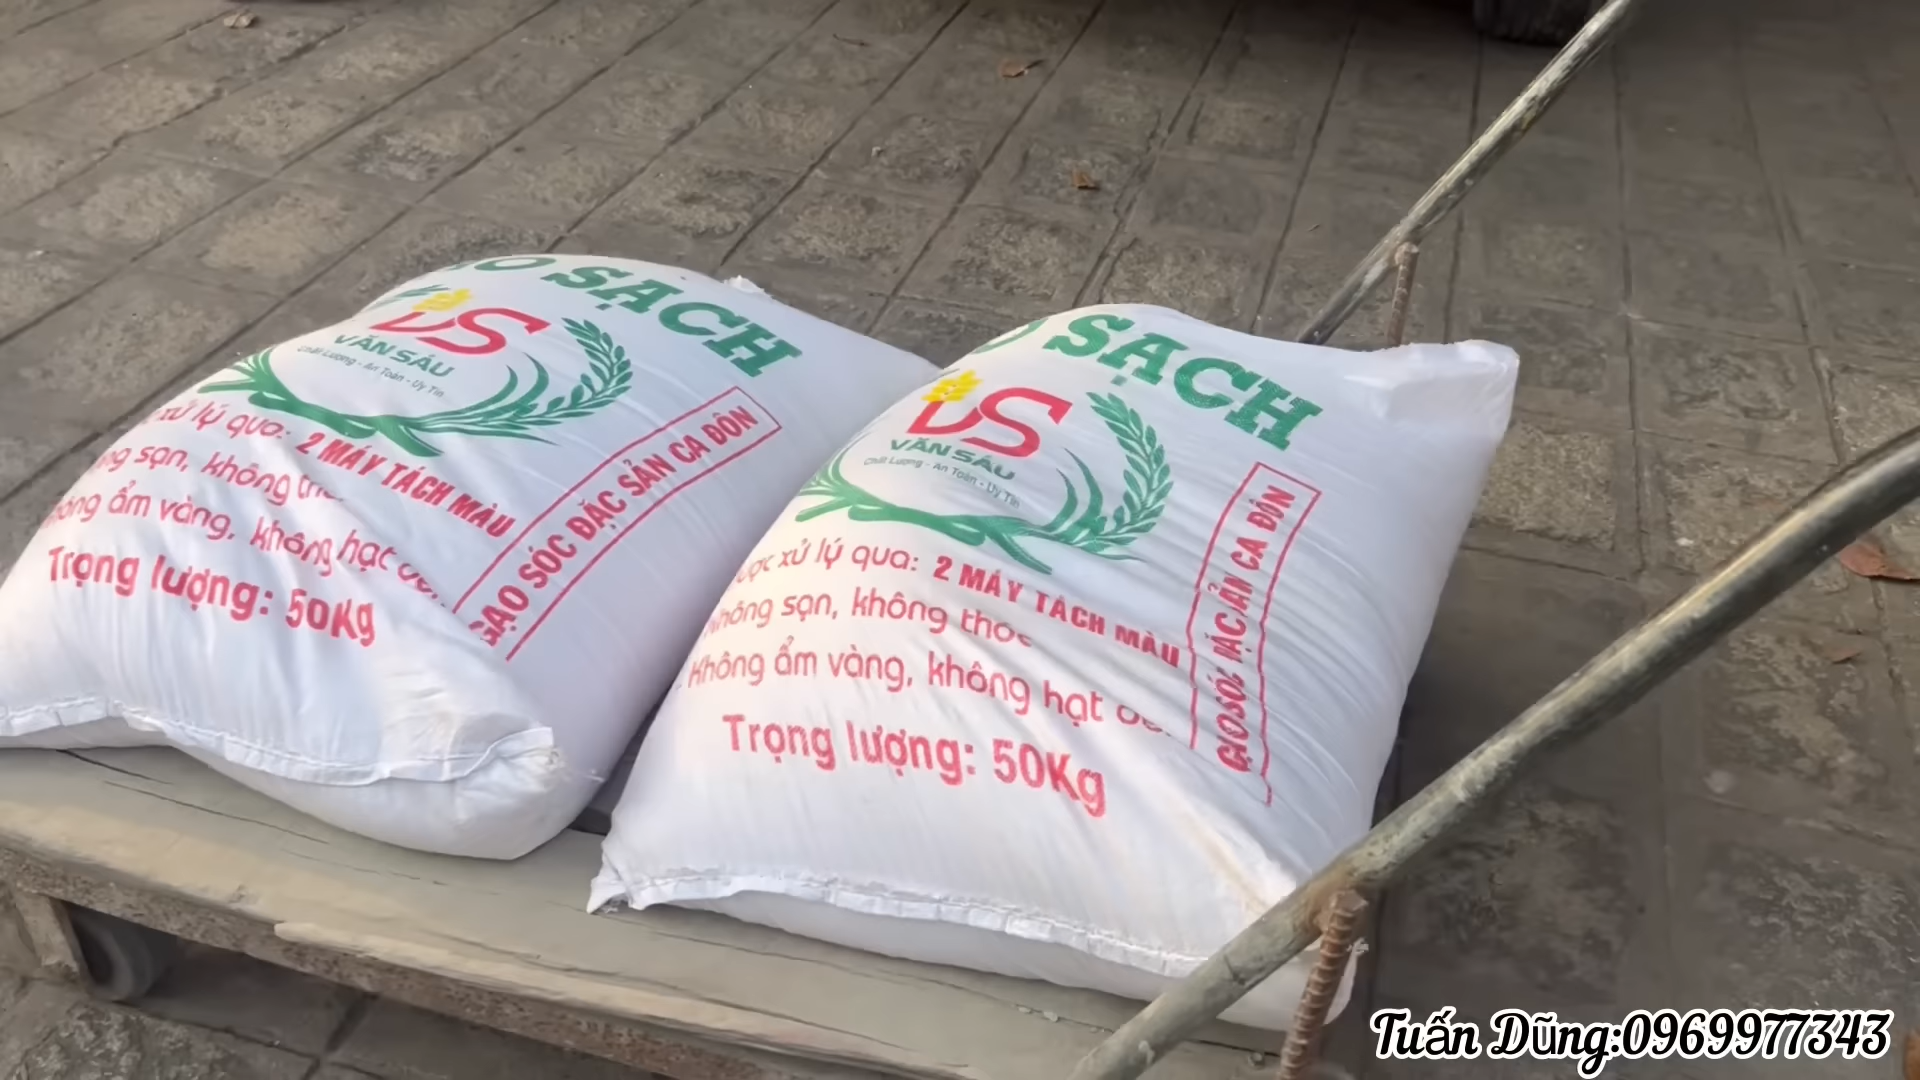 SẠCH
VS
VĂN SÁU
Chất Lượng - An Toàn - Uy Tín
xử lý qua: 2 MÁY TÁCH MÀU
sạn, không
ẩm vàng, không hạt
Trọng lượng: 50Kg
GẠO SÓC ĐẶC SẢN CA ĐÔN
SẠCH
VS
VĂN SÁU
Chất Lượng - An Toàn - Uy Tín
xử lý qua: 2 MÁY TÁCH MÀU
không sạn, không thóc
Không ẩm vàng, không hạt
Trọng lượng: 50Kg
CA ĐÔN
Tuấn Dũng:0969977343